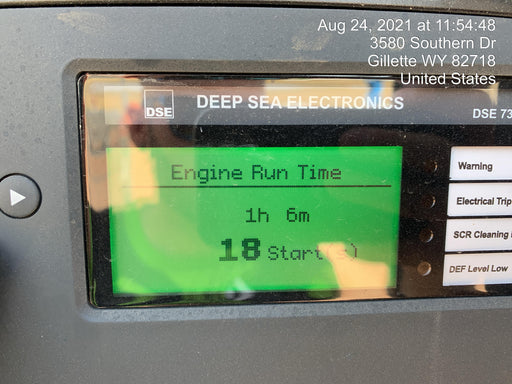 Aug 24, 2021 at 11:54:48
3580 Southern Dr
Gillette WY 82718
United States
DSE DEEP SEA ELECTRONICS
DSE 73
Engine Run Time
1h 6m
18 Start(s)
Warning
Electrical Trip
SCR Cleaning
DEF Level Low